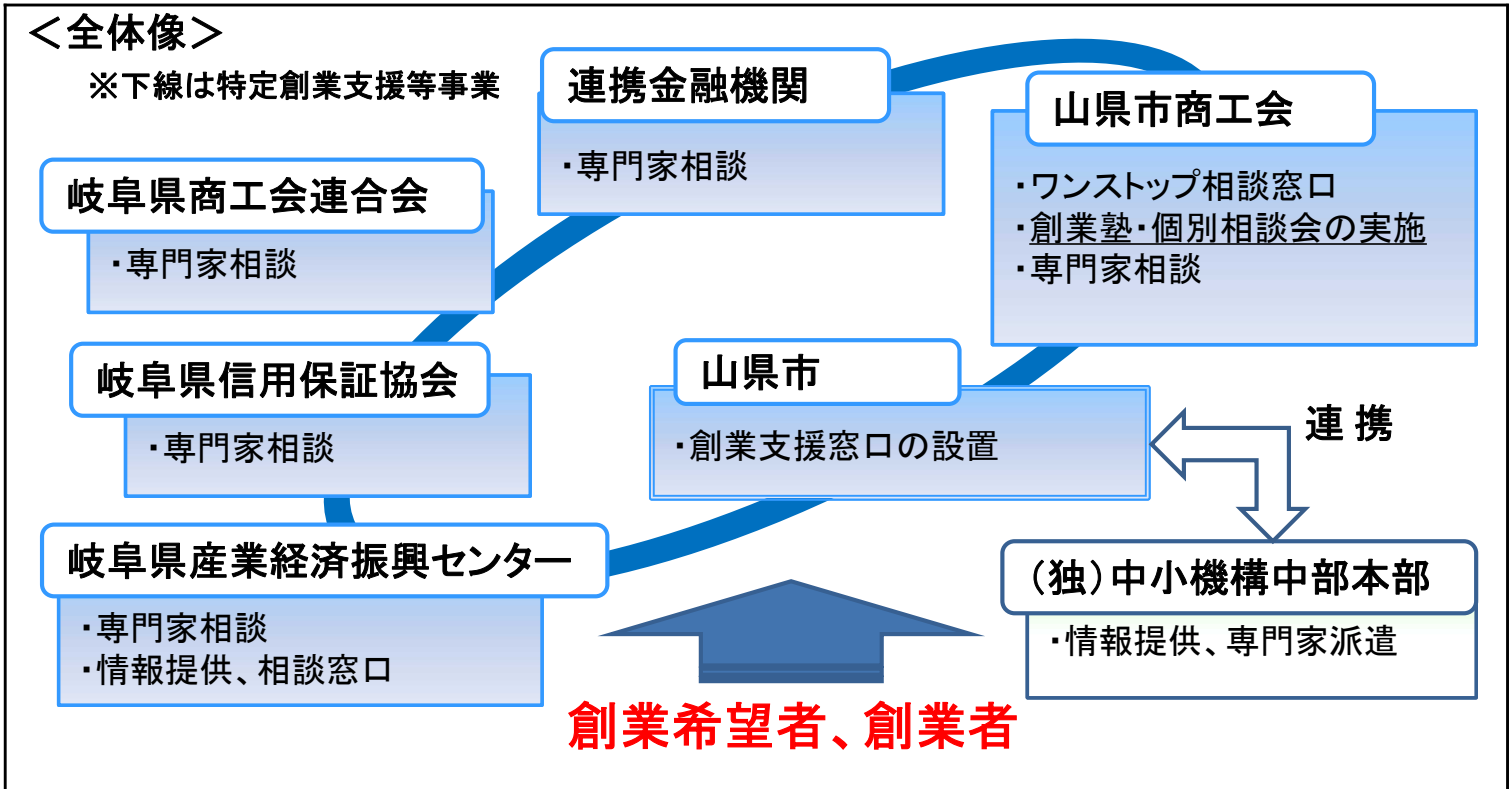 ＜全体像＞
※下線は特定創業支援等事業
連携金融機関
・専門家相談
山県市商工会
・ワンストップ相談窓口
・創業塾・個別相談会の実施
・専門家相談
岐阜県商工会連合会
・専門家相談
岐阜県信用保証協会
・専門家相談
山県市
・創業支援窓口の設置
連 携
岐阜県産業経済振興センター
・専門家相談
・情報提供、相談窓口
（独）中小機構中部本部
・情報提供、専門家派遣
創業希望者、創業者